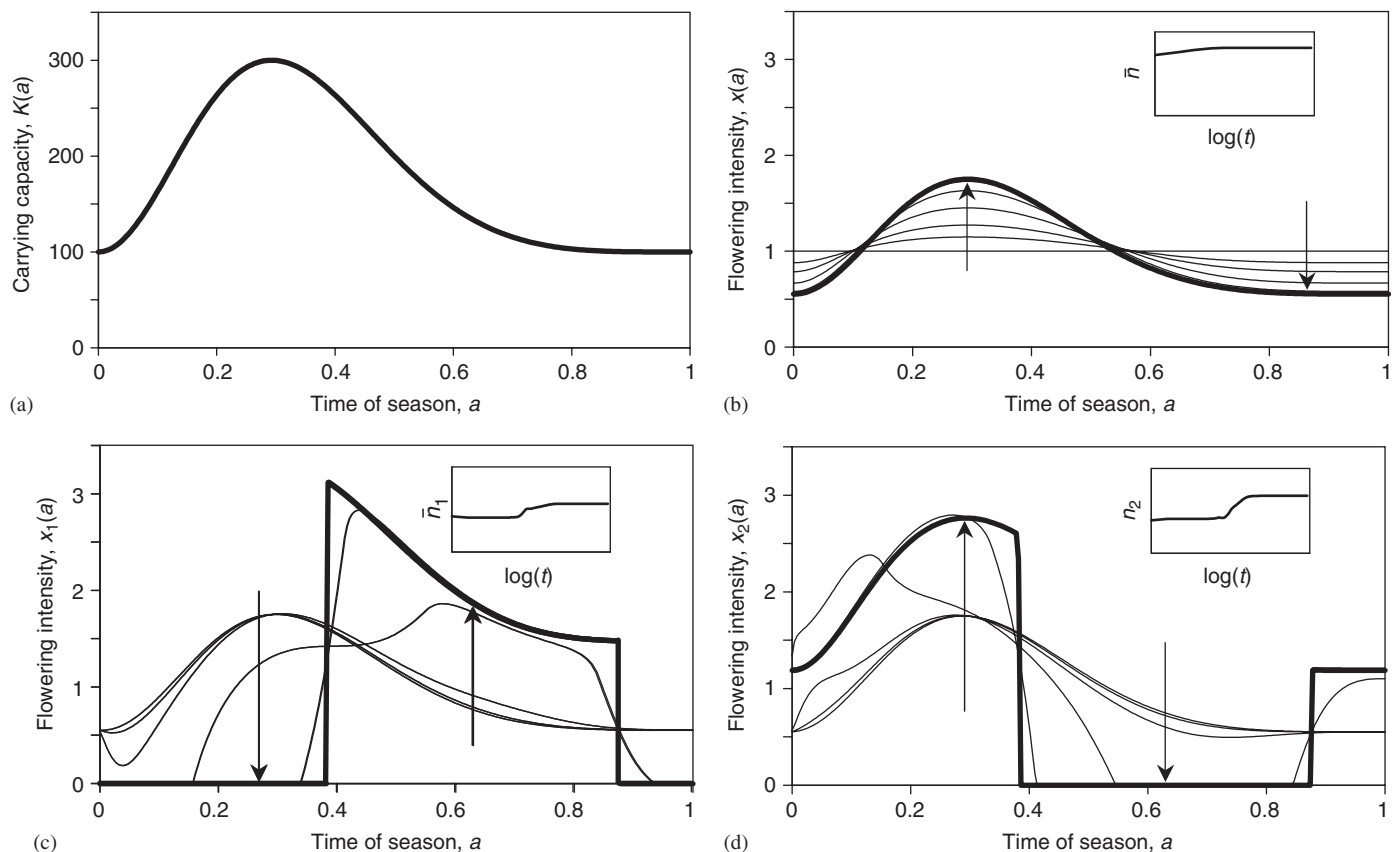 Carrying capacity, K(a)
300
200
100
0
0 0.2 0.4 0.6 0.8 1
Time of season, a
(a)
Flowering intensity, x(a)
3
2
1
0
0 0.2 0.4 0.6 0.8 1
Time of season, a
n̅
log(t)
(b)
Flowering intensity, x₁(a)
3
2
1
0
0 0.2 0.4 0.6 0.8 1
Time of season, a
n̅₁
log(t)
(c)
Flowering intensity, x₂(a)
3
2
1
0
0 0.2 0.4 0.6 0.8 1
Time of season, a
n₂
log(t)
(d)